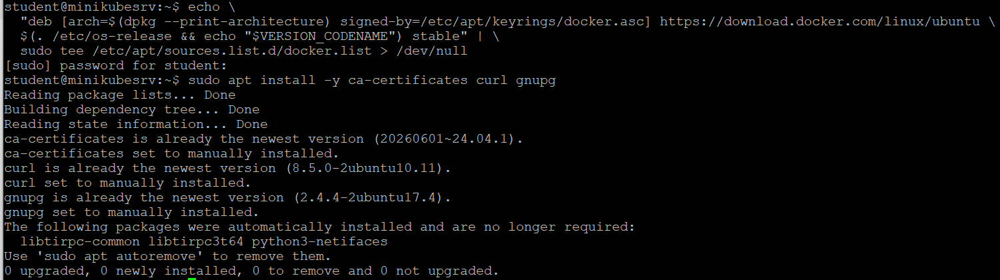 student@minikubesrv:~$ echo \
  "deb [arch=$(dpkg --print-architecture) signed-by=/etc/apt/keyrings/docker.asc] https://download.docker.com/linux/ubuntu \
  $(. /etc/os-release && echo "$VERSION_CODENAME") stable" | \
  sudo tee /etc/apt/sources.list.d/docker.list > /dev/null
[sudo] password for student:
student@minikubesrv:~$ sudo apt install -y ca-certificates curl gnupg
Reading package lists... Done
Building dependency tree... Done
Reading state information... Done
ca-certificates is already the newest version (20260601~24.04.1).
ca-certificates set to manually installed.
curl is already the newest version (8.5.0-2ubuntu10.11).
curl set to manually installed.
gnupg is already the newest version (2.4.4-2ubuntu17.4).
gnupg set to manually installed.
The following packages were automatically installed and are no longer required:
  libtirpc-common libtirpc3t64 python3-netifaces
Use 'sudo apt autoremove' to remove them.
0 upgraded, 0 newly installed, 0 to remove and 0 not upgraded.